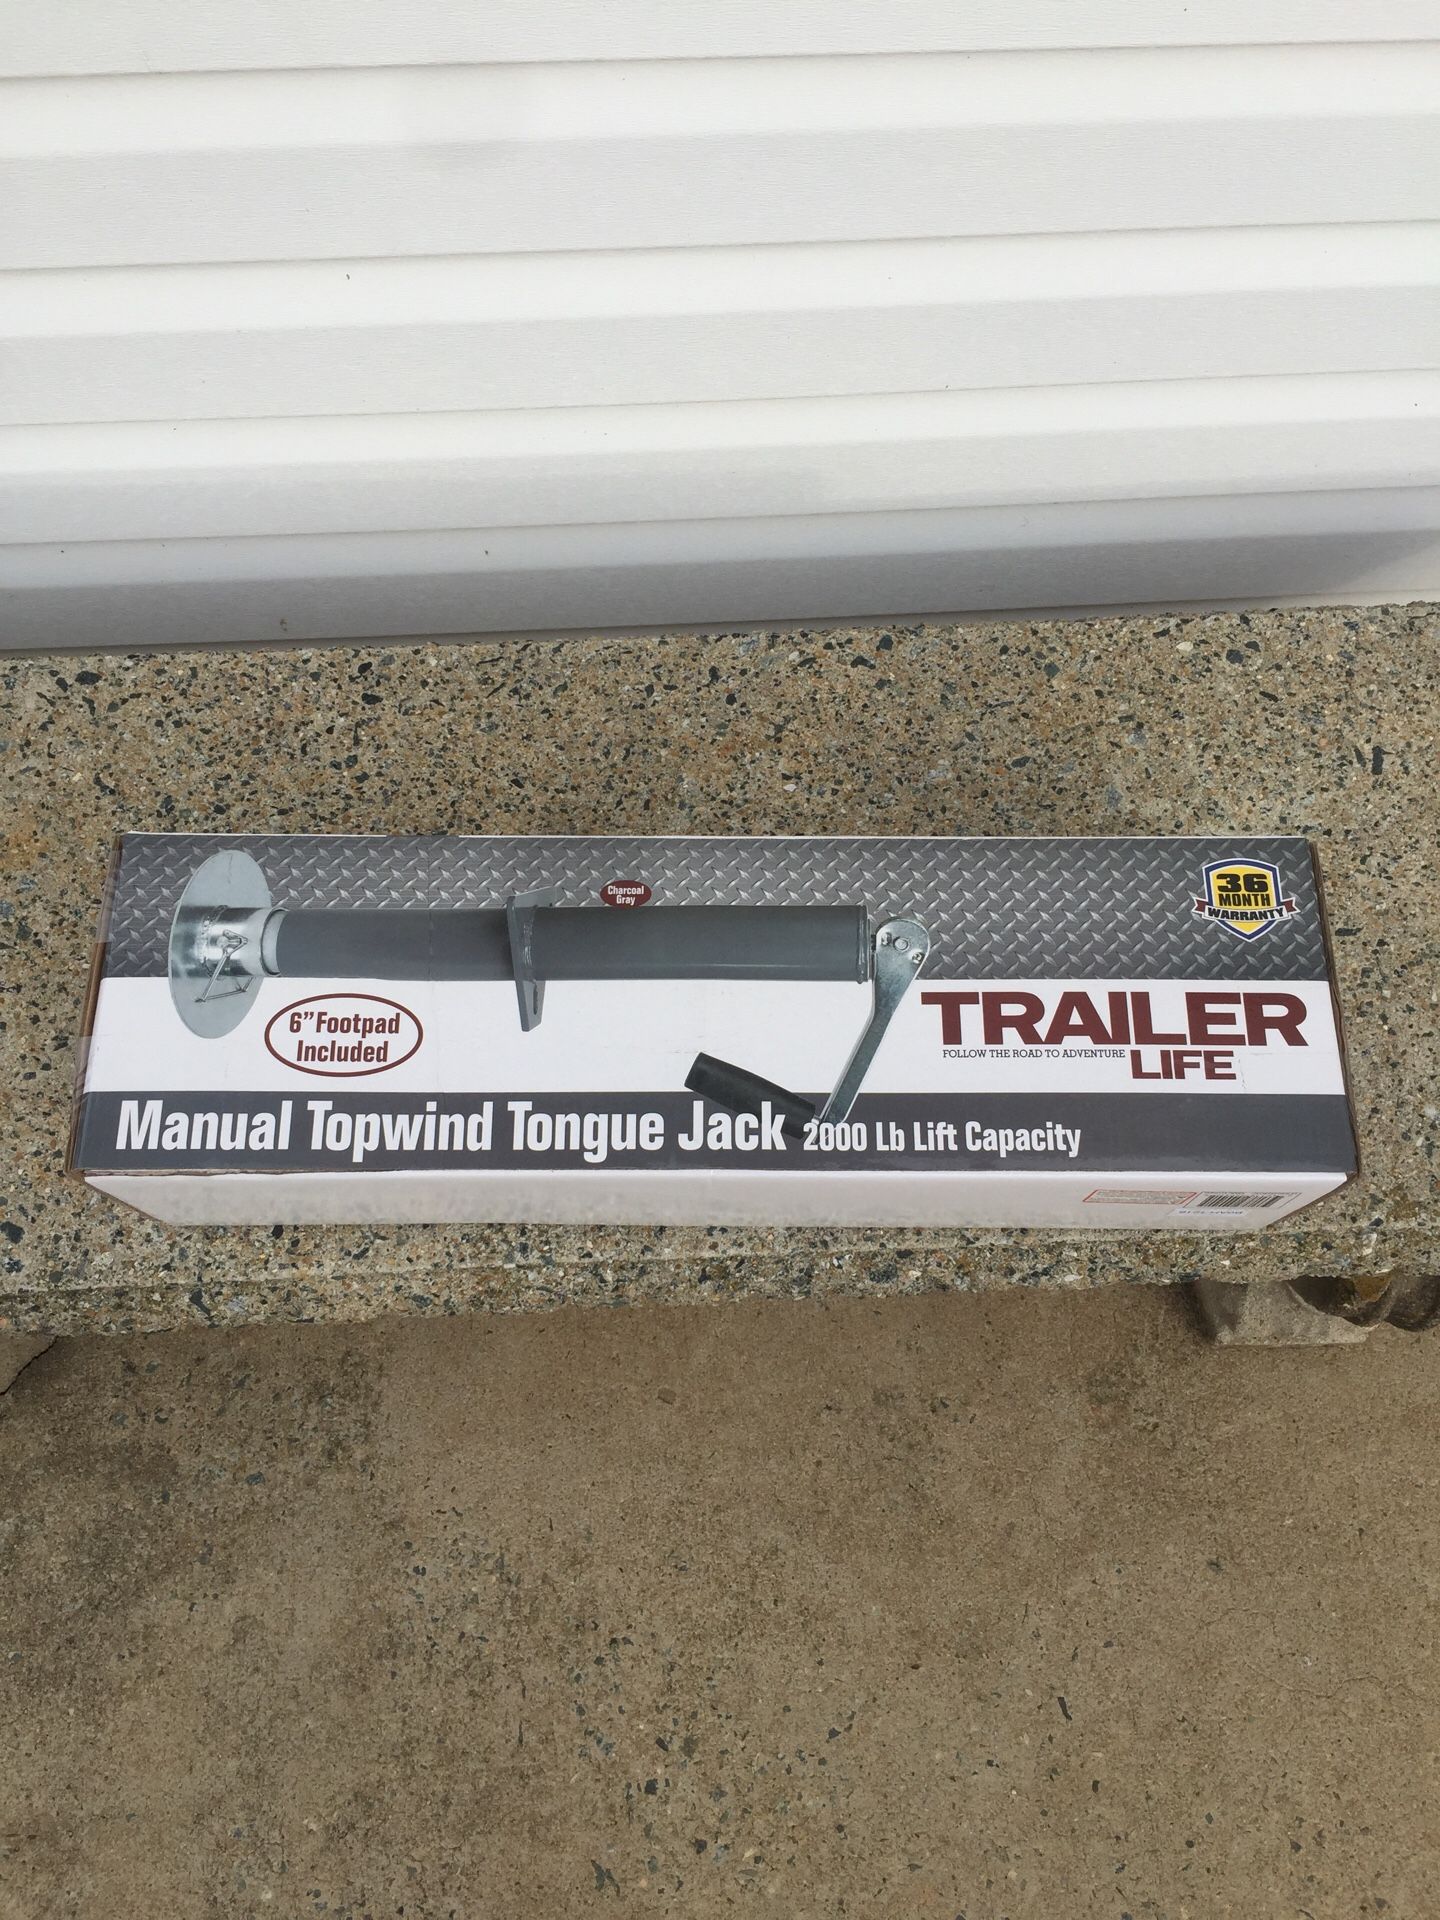 Charcoal
Gray
36
MONTH
WARRANTY
6" Footpad
Included
TRAILER
FOLLOW THE ROAD TO ADVENTURE
LIFE
Manual Topwind Tongue Jack 2000 Lb Lift Capacity